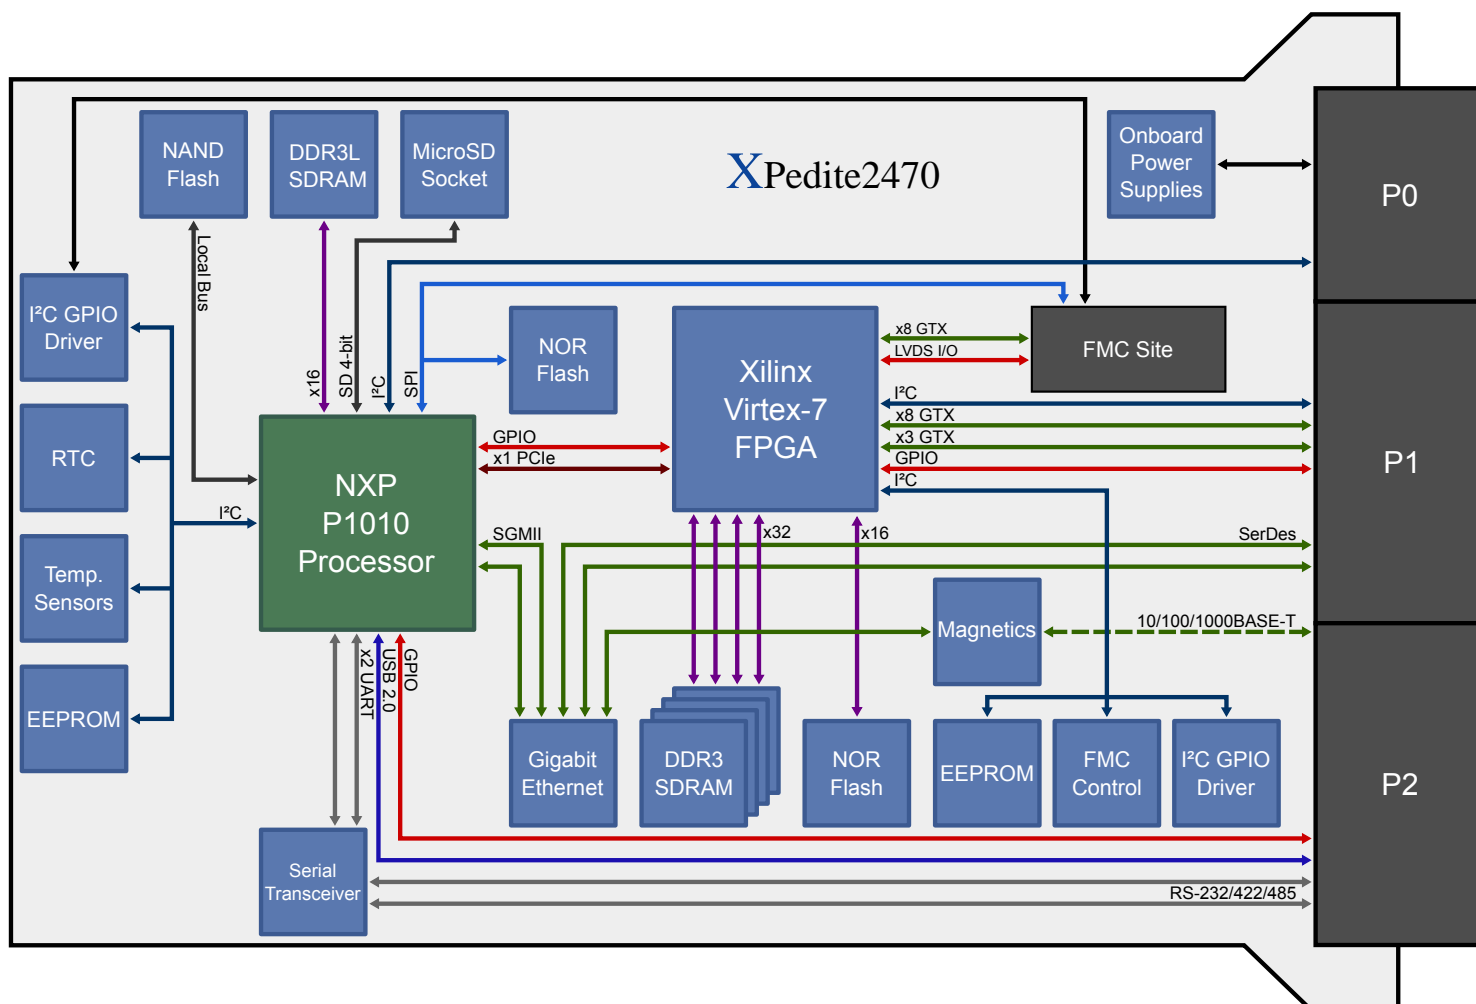 XPedite2470
NAND
Flash
DDR3L
SDRAM
MicroSD
Socket
Onboard
Power
Supplies
P0
Local Bus
I²C GPIO
Driver
x16
SD 4-bit
I²C
SPI
NOR
Flash
Xilinx
Virtex-7
FPGA
x8 GTX
LVDS I/O
FMC Site
I²C
x8 GTX
x3 GTX
GPIO
I²C
P1
RTC
GPIO
x1 PCIe
NXP
P1010
Processor
I²C
SGMII
x32
x16
SerDes
Temp.
Sensors
Magnetics
10/100/1000BASE-T
EEPROM
x2 UART
USB 2.0
GPIO
Gigabit
Ethernet
DDR3
SDRAM
NOR
Flash
EEPROM
FMC
Control
I²C GPIO
Driver
P2
Serial
Transceiver
RS-232/422/485